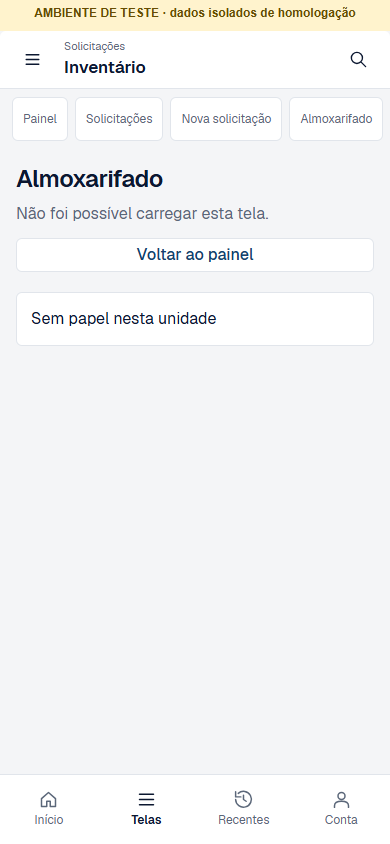 AMBIENTE DE TESTE · dados isolados de homologação
Solicitações
Inventário
Painel
Solicitações
Nova solicitação
Almoxarifado
Almoxarifado
Não foi possível carregar esta tela.
Voltar ao painel
Sem papel nesta unidade
Início
Telas
Recentes
Conta